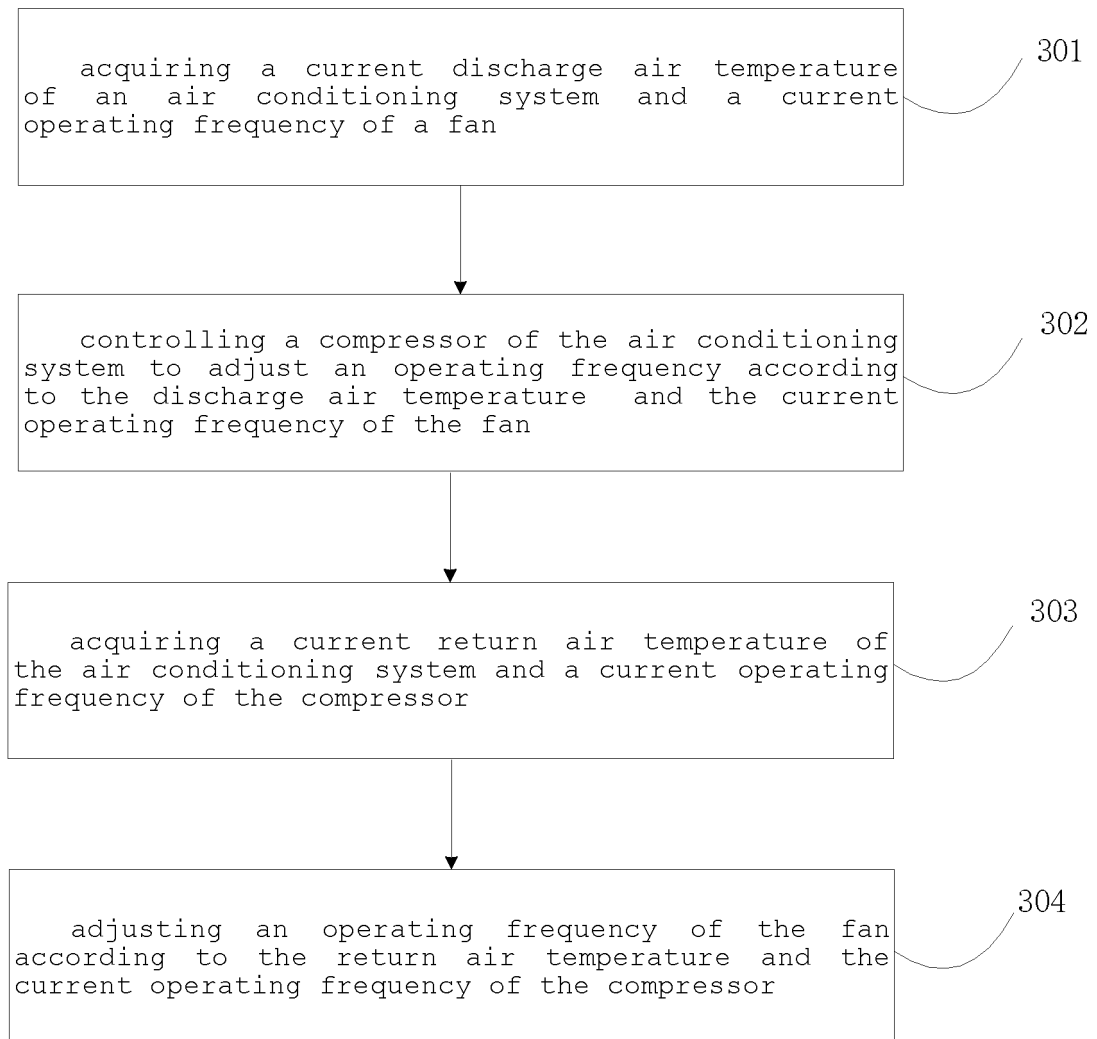 acquiring a current discharge air temperature
of an air conditioning system and a current
operating frequency of a fan
301
controlling a compressor of the air conditioning
system to adjust an operating frequency according
to the discharge air temperature and the current
operating frequency of the fan
302
acquiring a current return air temperature of
the air conditioning system and a current operating
frequency of the compressor
303
adjusting an operating frequency of the fan
according to the return air temperature and the
current operating frequency of the compressor
304